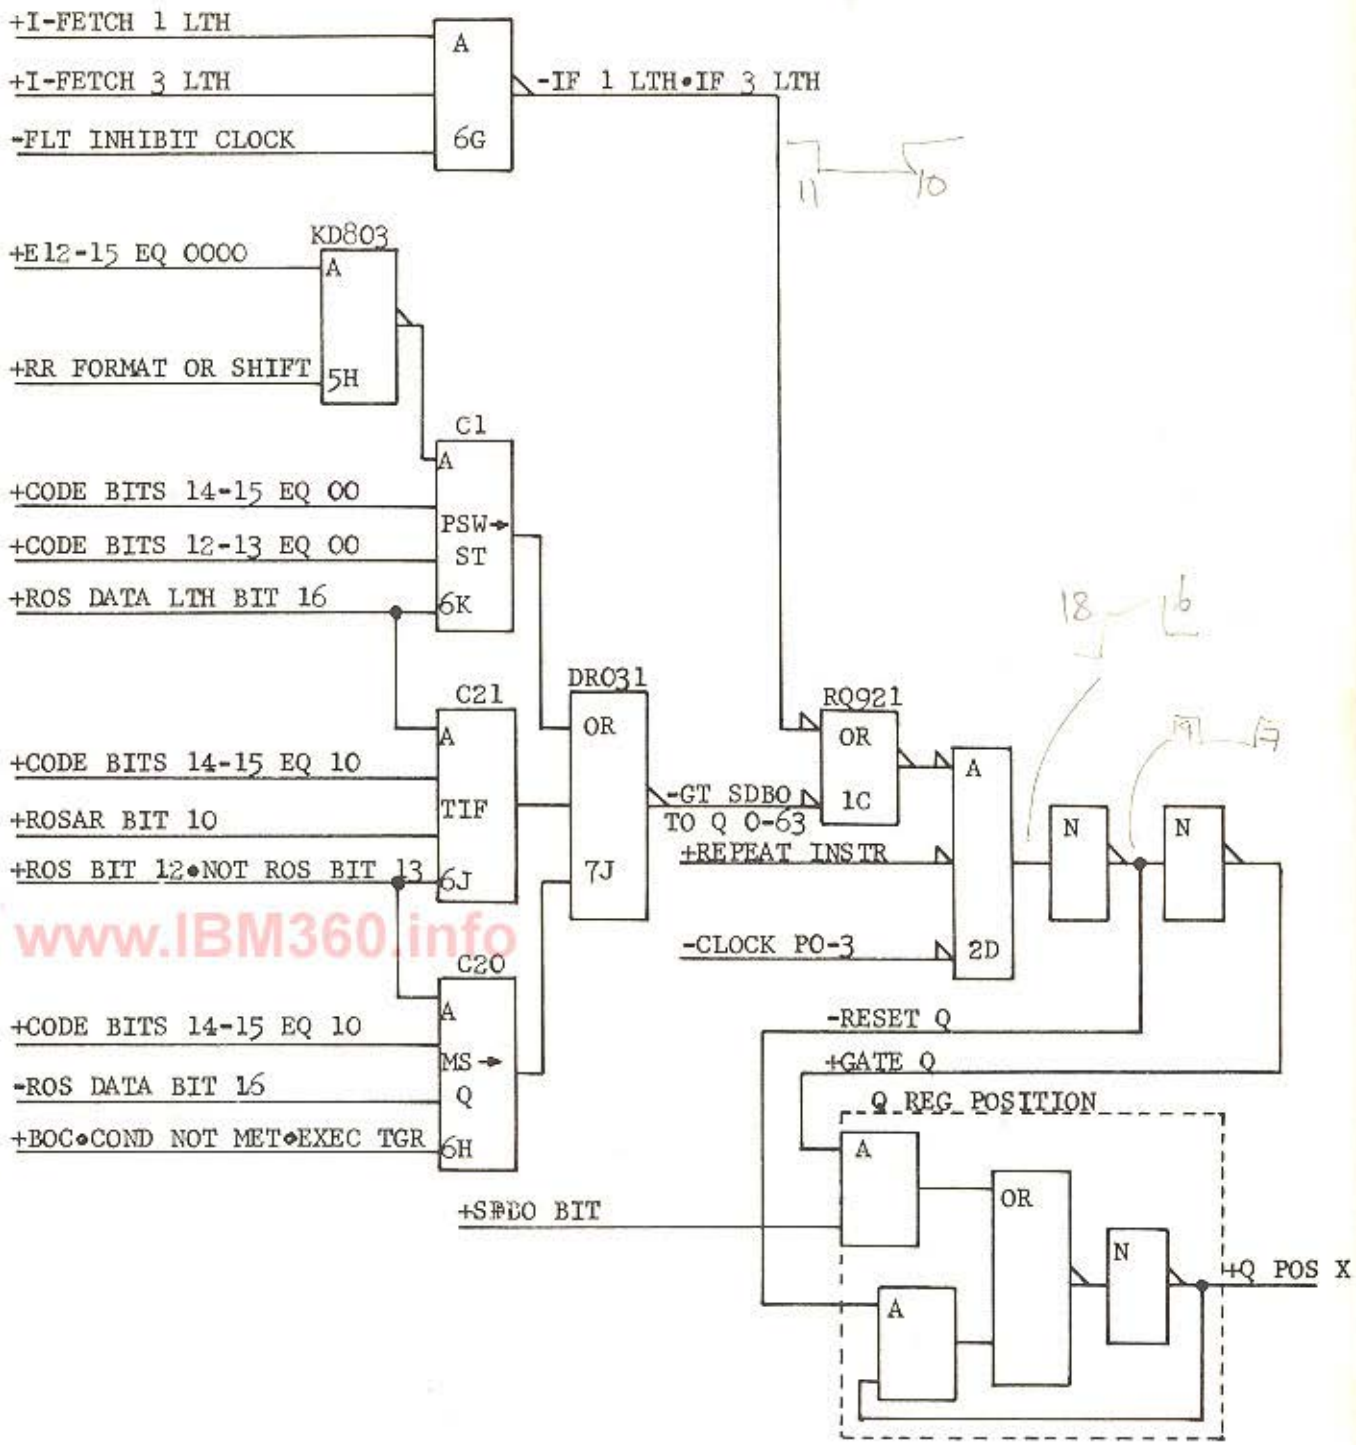 +I-FETCH 1 LTH
A
+I-FETCH 3 LTH
-IF 1 LTH•IF 3 LTH
-FLT INHIBIT CLOCK
6G
11
10
KD803
+E12-15 EQ 0000
A
+RR FORMAT OR SHIFT
5H
C1
A
+CODE BITS 14-15 EQ 00
PSW→
+CODE BITS 12-13 EQ 00
ST
+ROS DATA LTH BIT 16
6K
18
6
DR031
C21
RQ921
OR
A
OR
A
+CODE BITS 14-15 EQ 10
TIF
-GT SDBO
1C
+ROSAR BIT 10
TO Q 0-63
N
N
+REPEAT INSTR
+ROS BIT 12•NOT ROS BIT 13
6J
7J
www.IBM360.info
-CLOCK PO-3
2D
C20
A
+CODE BITS 14-15 EQ 10
-RESET Q
MS→
+GATE Q
-ROS DATA BIT 16
Q
Q REG POSITION
+BOC•COND NOT MET•EXEC TGR
6H
A
OR
+SDBO BIT
N
+Q POS X
A